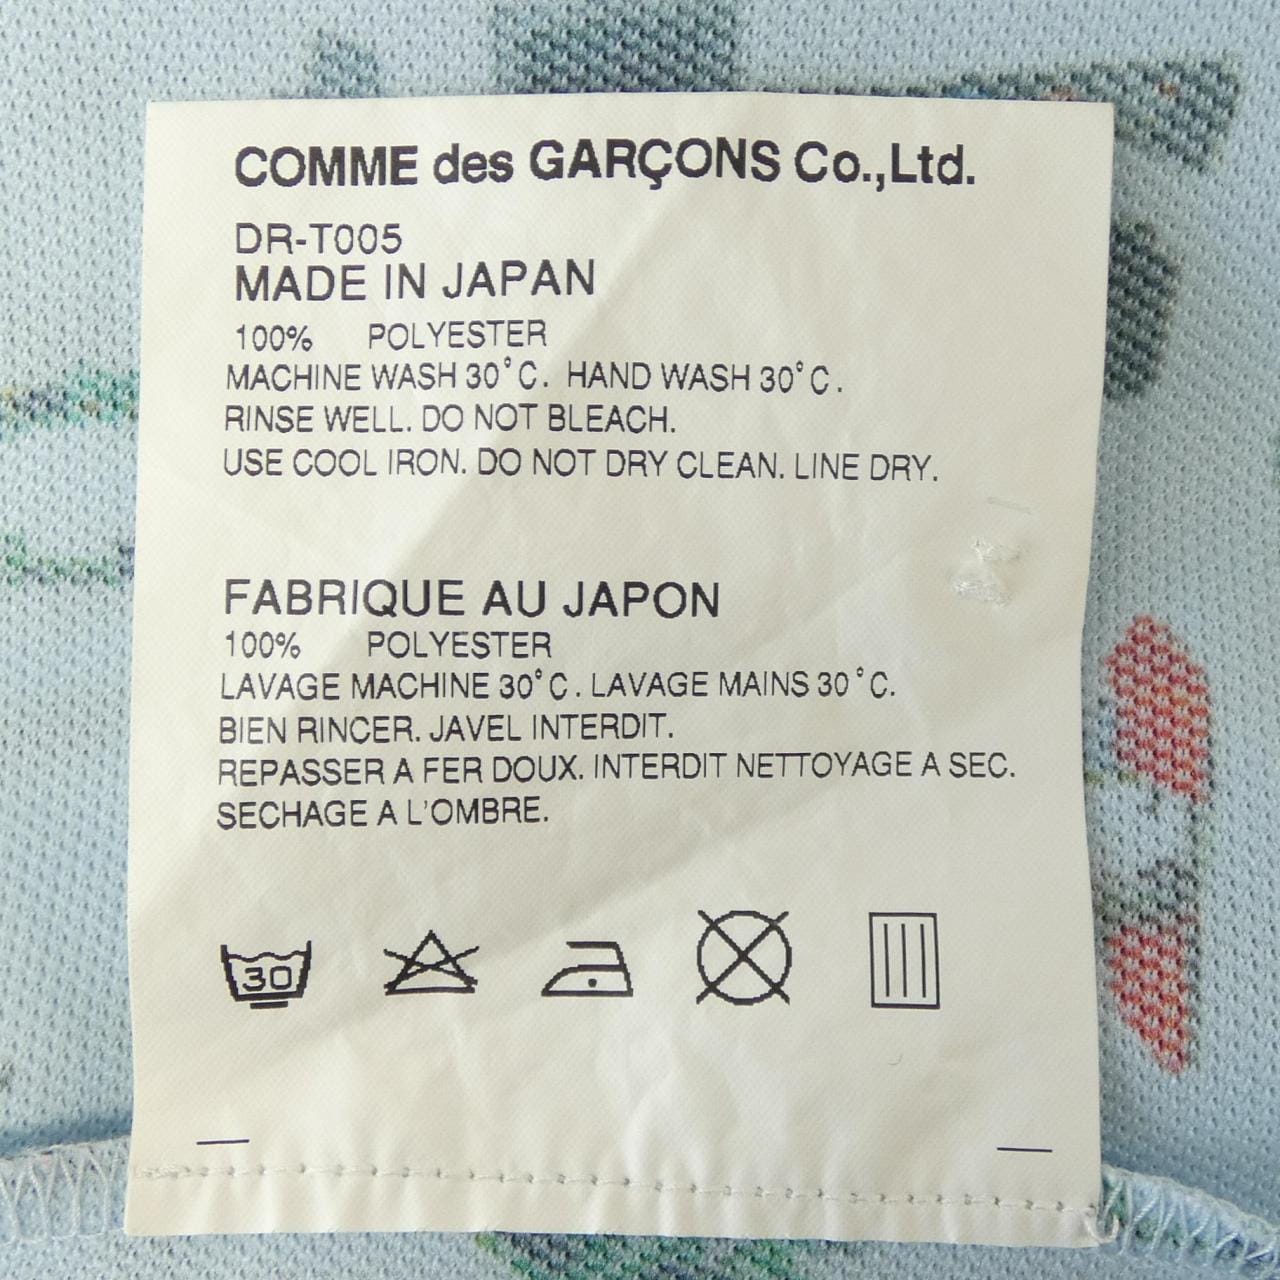 COMME des GARÇONS Co.,Ltd.
DR-T005
MADE IN JAPAN
100% POLYESTER
MACHINE WASH 30°C. HAND WASH 30°C.
RINSE WELL. DO NOT BLEACH.
USE COOL IRON. DO NOT DRY CLEAN. LINE DRY.
FABRIQUE AU JAPON
100% POLYESTER
LAVAGE MACHINE 30°C. LAVAGE MAINS 30°C.
BIEN RINCER. JAVEL INTERDIT.
REPASSER A FER DOUX. INTERDIT NETTOYAGE A SEC.
SECHAGE A L'OMBRE.
30